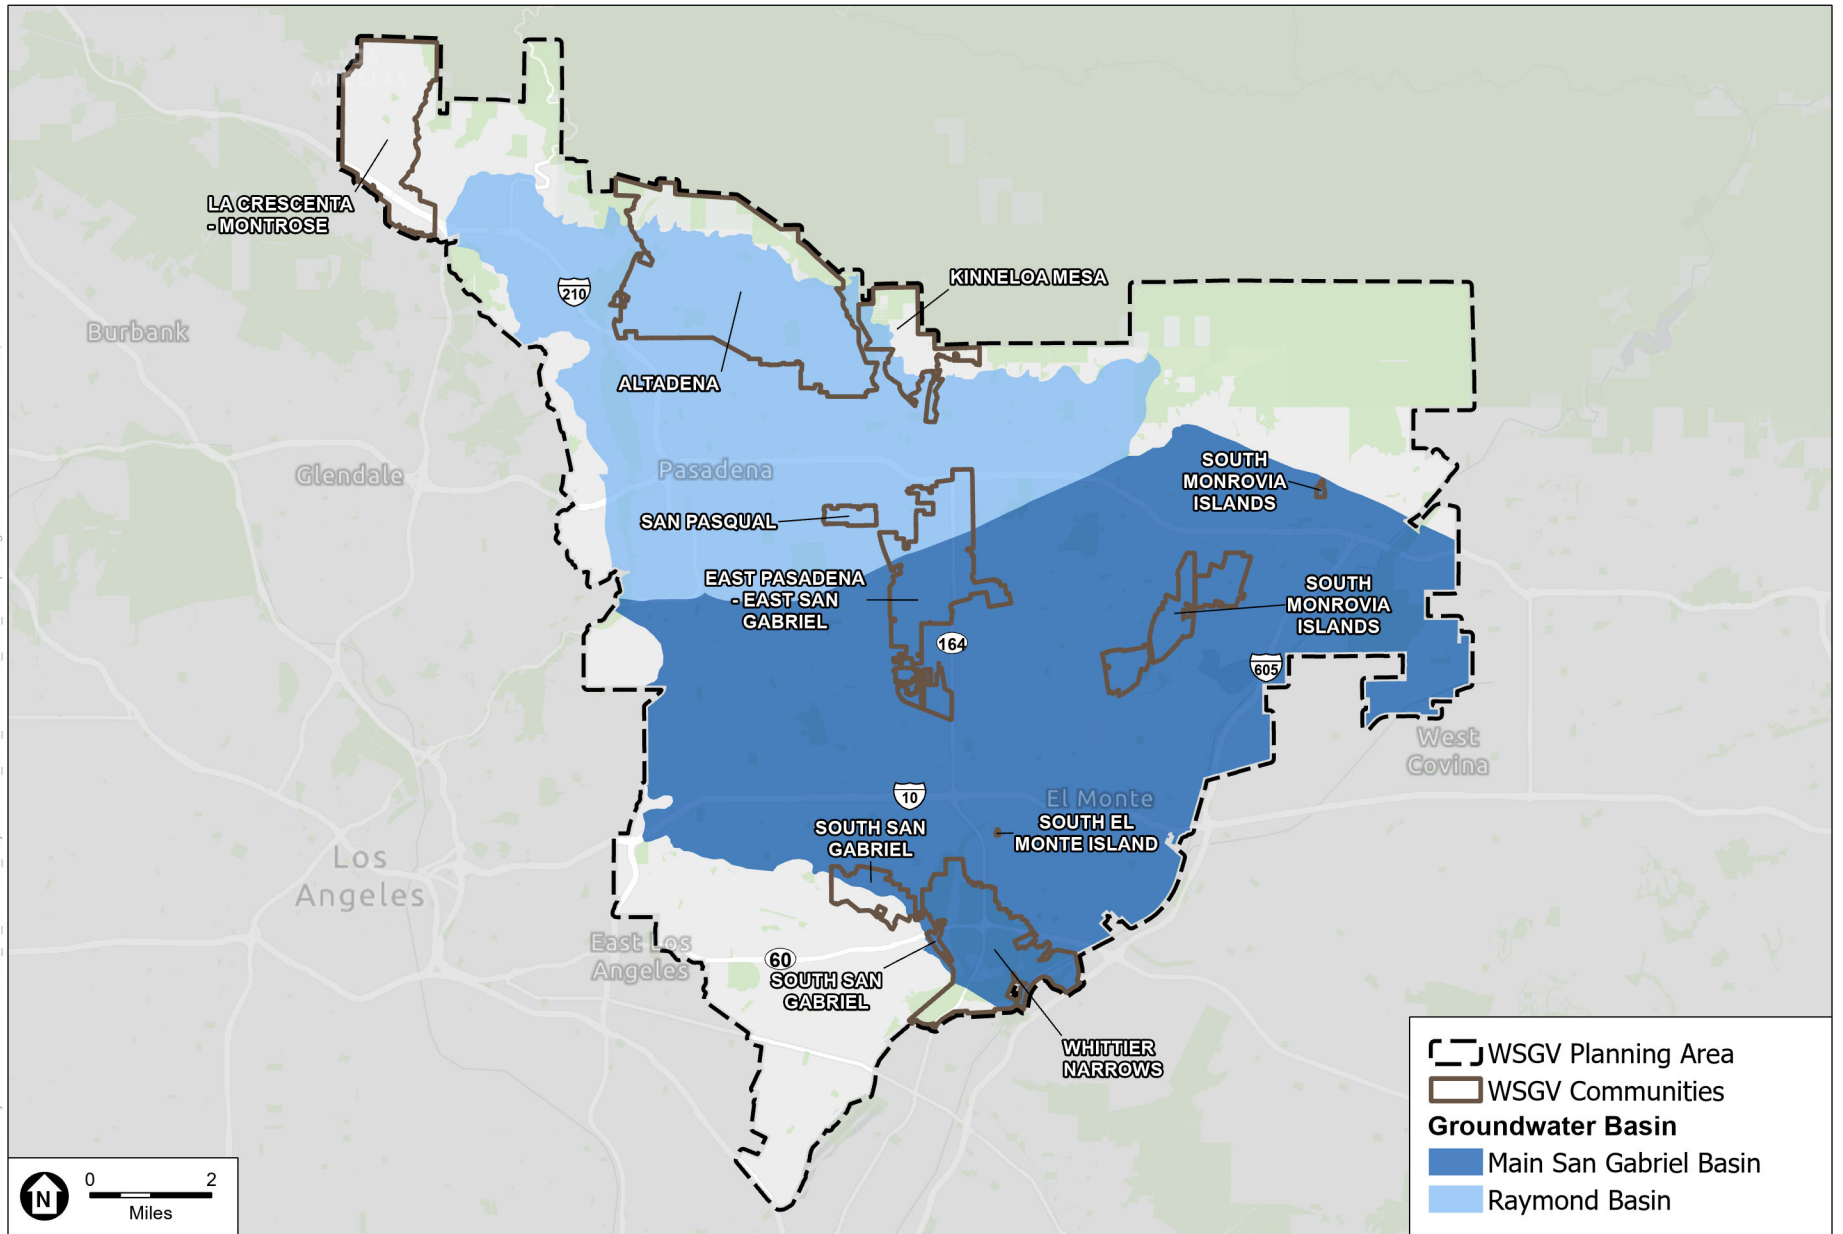 LA CRESCENTA
- MONTROSE
210
KINNELOA MESA
Burbank
ALTADENA
Glendale
Pasadena
SOUTH
MONROVIA
ISLANDS
SAN PASQUAL
EAST PASADENA
- EAST SAN
GABRIEL
SOUTH
MONROVIA
ISLANDS
164
605
West
Covina
10
El Monte
SOUTH EL
MONTE ISLAND
SOUTH SAN
GABRIEL
Los
Angeles
East Los
Angeles
60
SOUTH SAN
GABRIEL
WHITTIER
NARROWS
WSGV Planning Area
WSGV Communities
Groundwater Basin
Main San Gabriel Basin
Raymond Basin
N
0 2
Miles